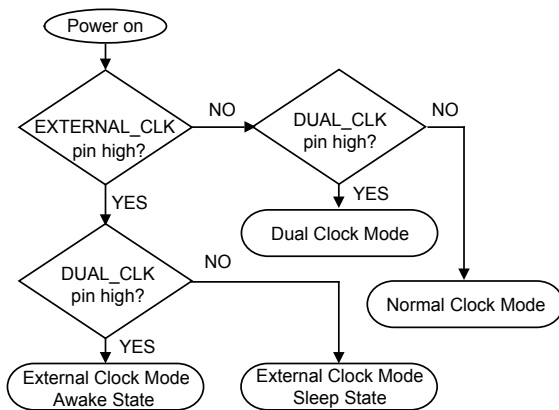 Power on
EXTERNAL_CLK
pin high?
NO
DUAL_CLK
pin high?
NO
YES
Dual Clock Mode
Normal Clock Mode
YES
DUAL_CLK
pin high?
NO
YES
External Clock Mode
Awake State
External Clock Mode
Sleep State